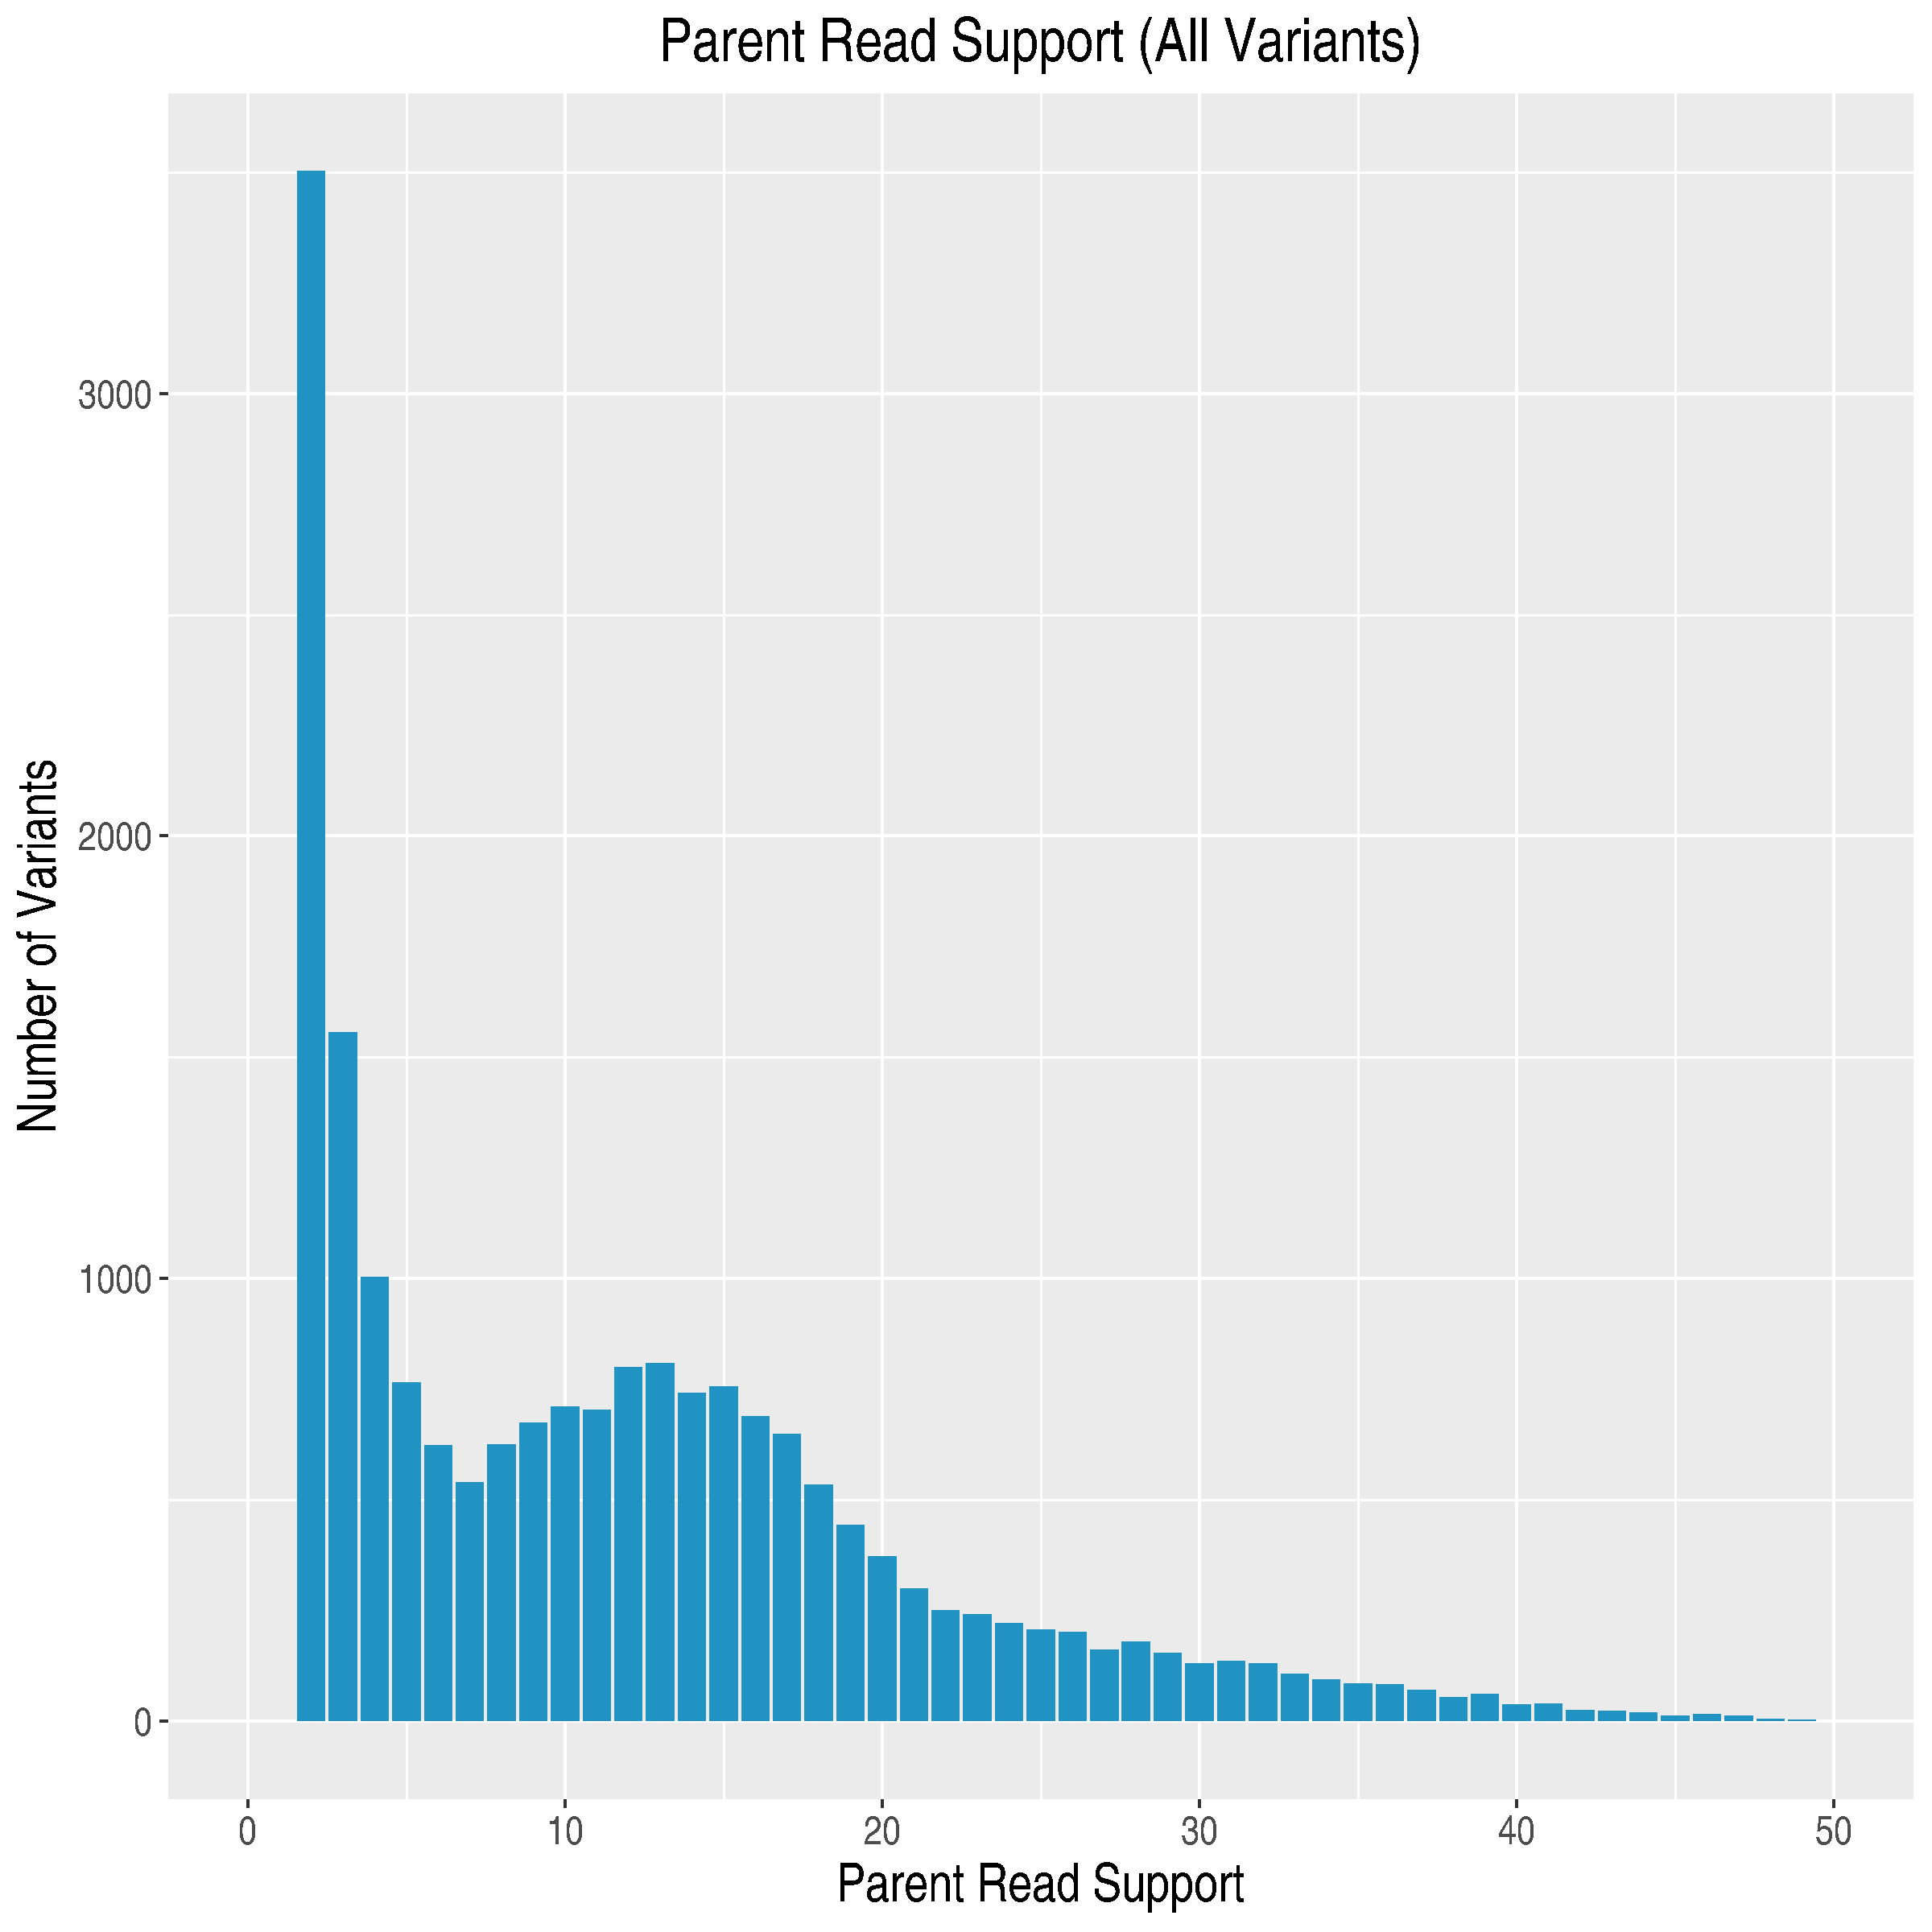 Parent Read Support (All Variants)
Number of Variants
3000
2000
1000
0
0 10 20 30 40 50
Parent Read Support